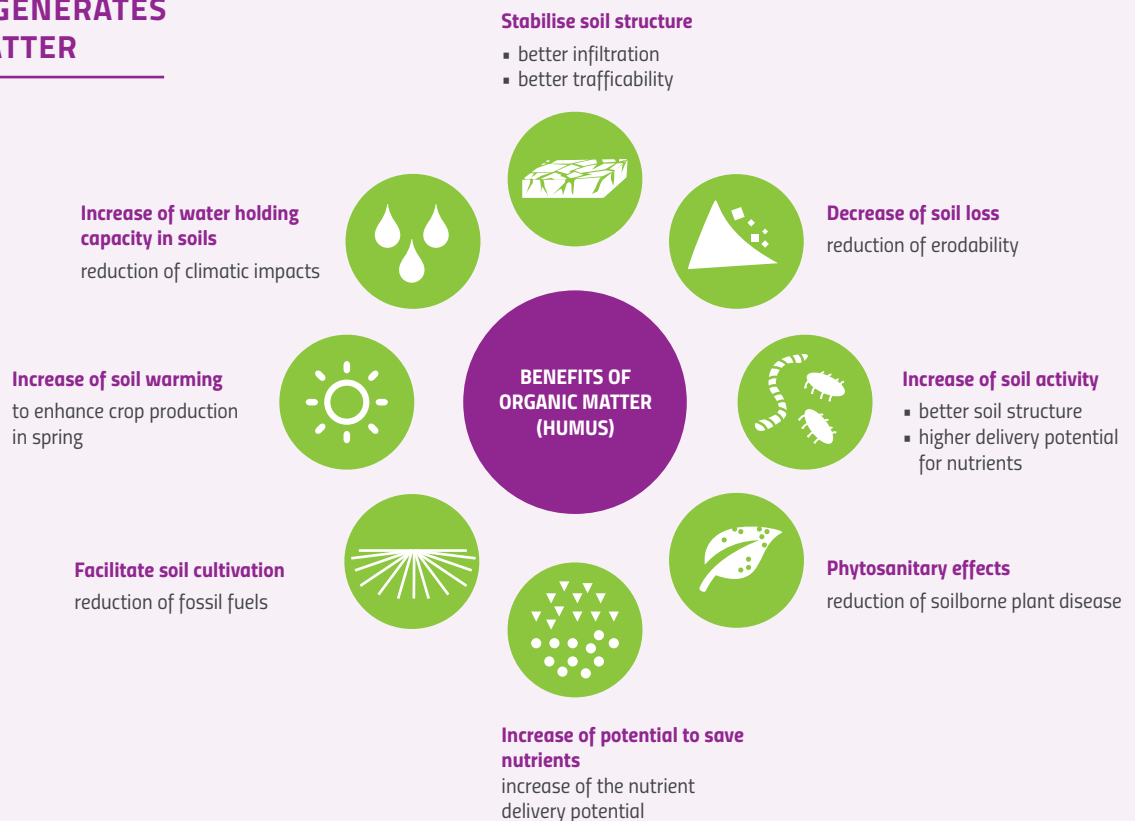 GENERATES
ATTER
Stabilise soil structure
▪ better infiltration
▪ better trafficability
Decrease of soil loss
reduction of erodability
Increase of soil activity
▪ better soil structure
▪ higher delivery potential
for nutrients
Phytosanitary effects
reduction of soilborne plant disease
Increase of potential to save
nutrients
increase of the nutrient
delivery potential
Facilitate soil cultivation
reduction of fossil fuels
Increase of soil warming
to enhance crop production
in spring
Increase of water holding
capacity in soils
reduction of climatic impacts
BENEFITS OF
ORGANIC MATTER
(HUMUS)